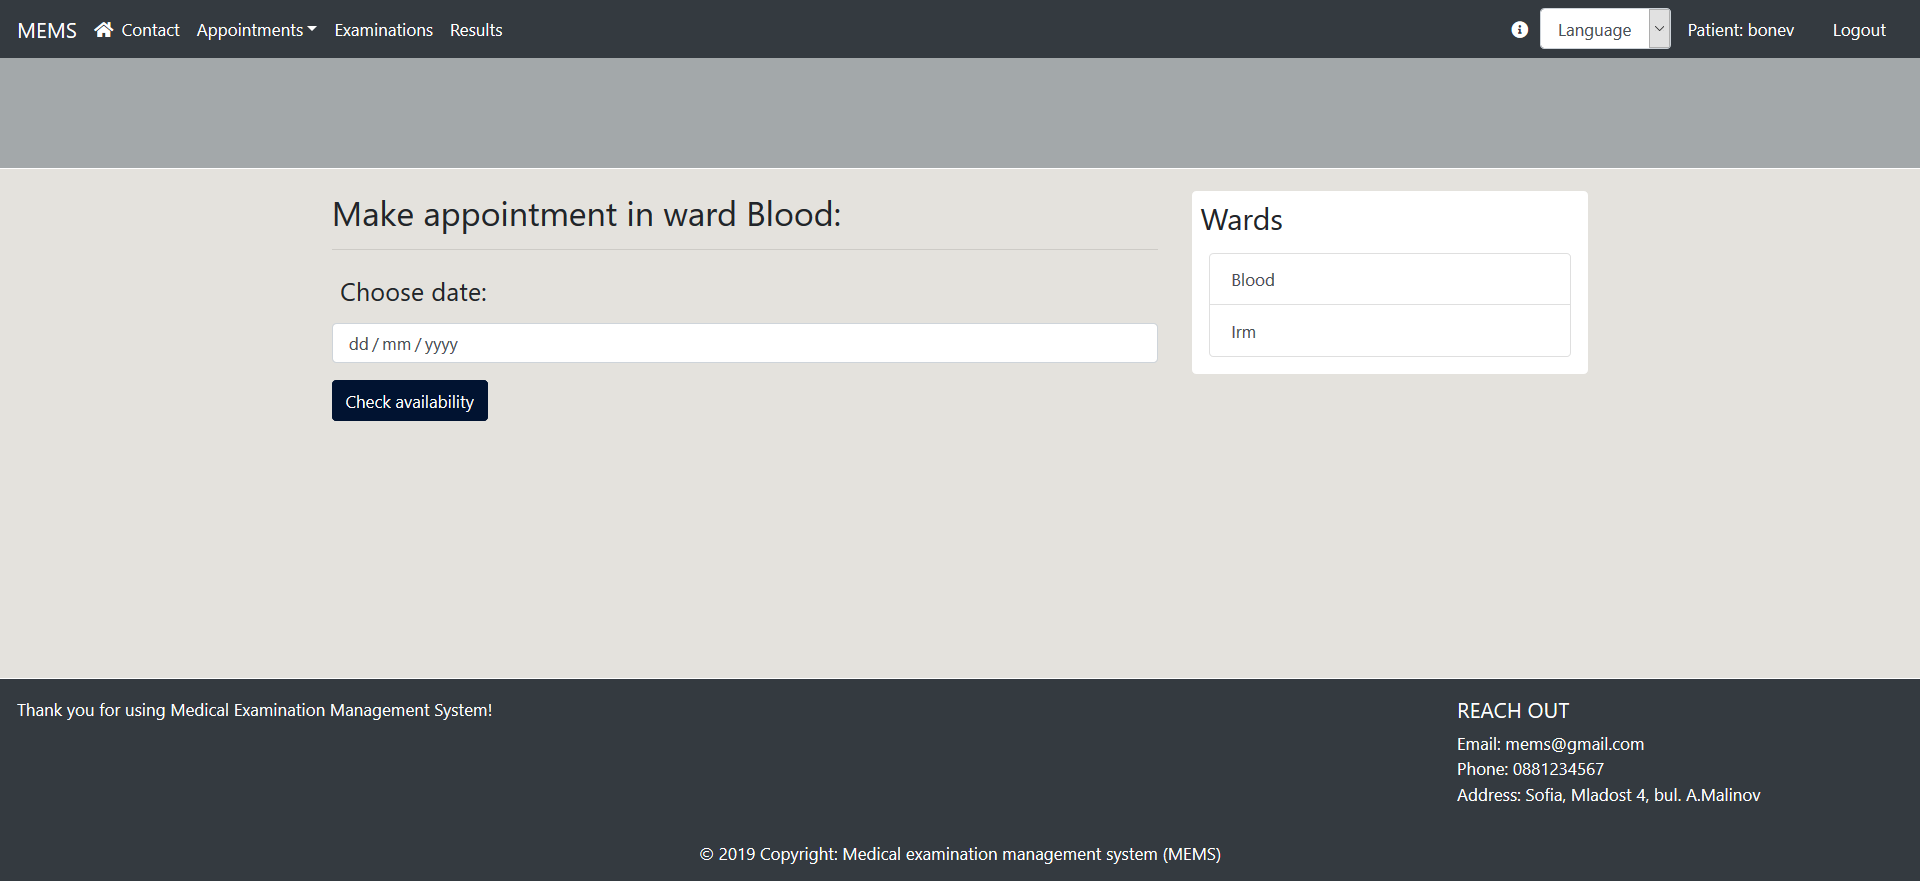 MEMS Contact Appointments Examinations Results Language Patient: bonev Logout
Make appointment in ward Blood:
Choose date:
dd / mm / yyyy
Check availability
Wards
Blood
Irm
Thank you for using Medical Examination Management System!
REACH OUT
Email: mems@gmail.com
Phone: 0881234567
Address: Sofia, Mladost 4, bul. A.Malinov
© 2019 Copyright: Medical examination management system (MEMS)